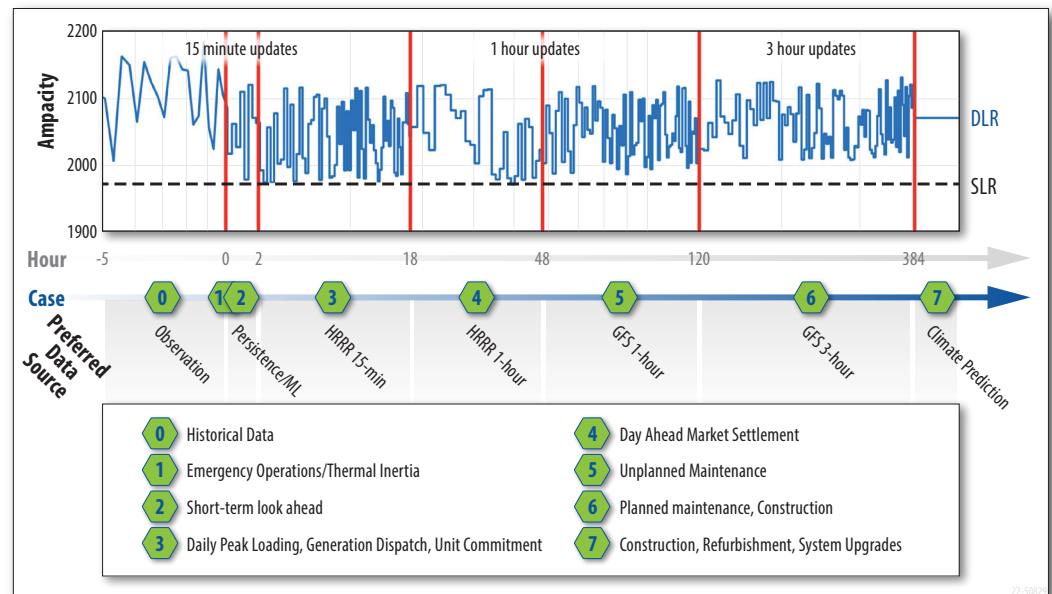 2200
2100
2000
1900
Ampacity
15 minute updates
1 hour updates
3 hour updates
DLR
SLR
Hour
-5
0
2
18
48
120
384
Case
0
1
2
3
4
5
6
7
Preferred
Data
Source
Observation
Persistence/ML
HRRR 15-min
HRRR 1-hour
GFS 1-hour
GFS 3-hour
Climate Prediction
0 Historical Data
1 Emergency Operations/Thermal Inertia
2 Short-term look ahead
3 Daily Peak Loading, Generation Dispatch, Unit Commitment
4 Day Ahead Market Settlement
5 Unplanned Maintenance
6 Planned maintenance, Construction
7 Construction, Refurbishment, System Upgrades